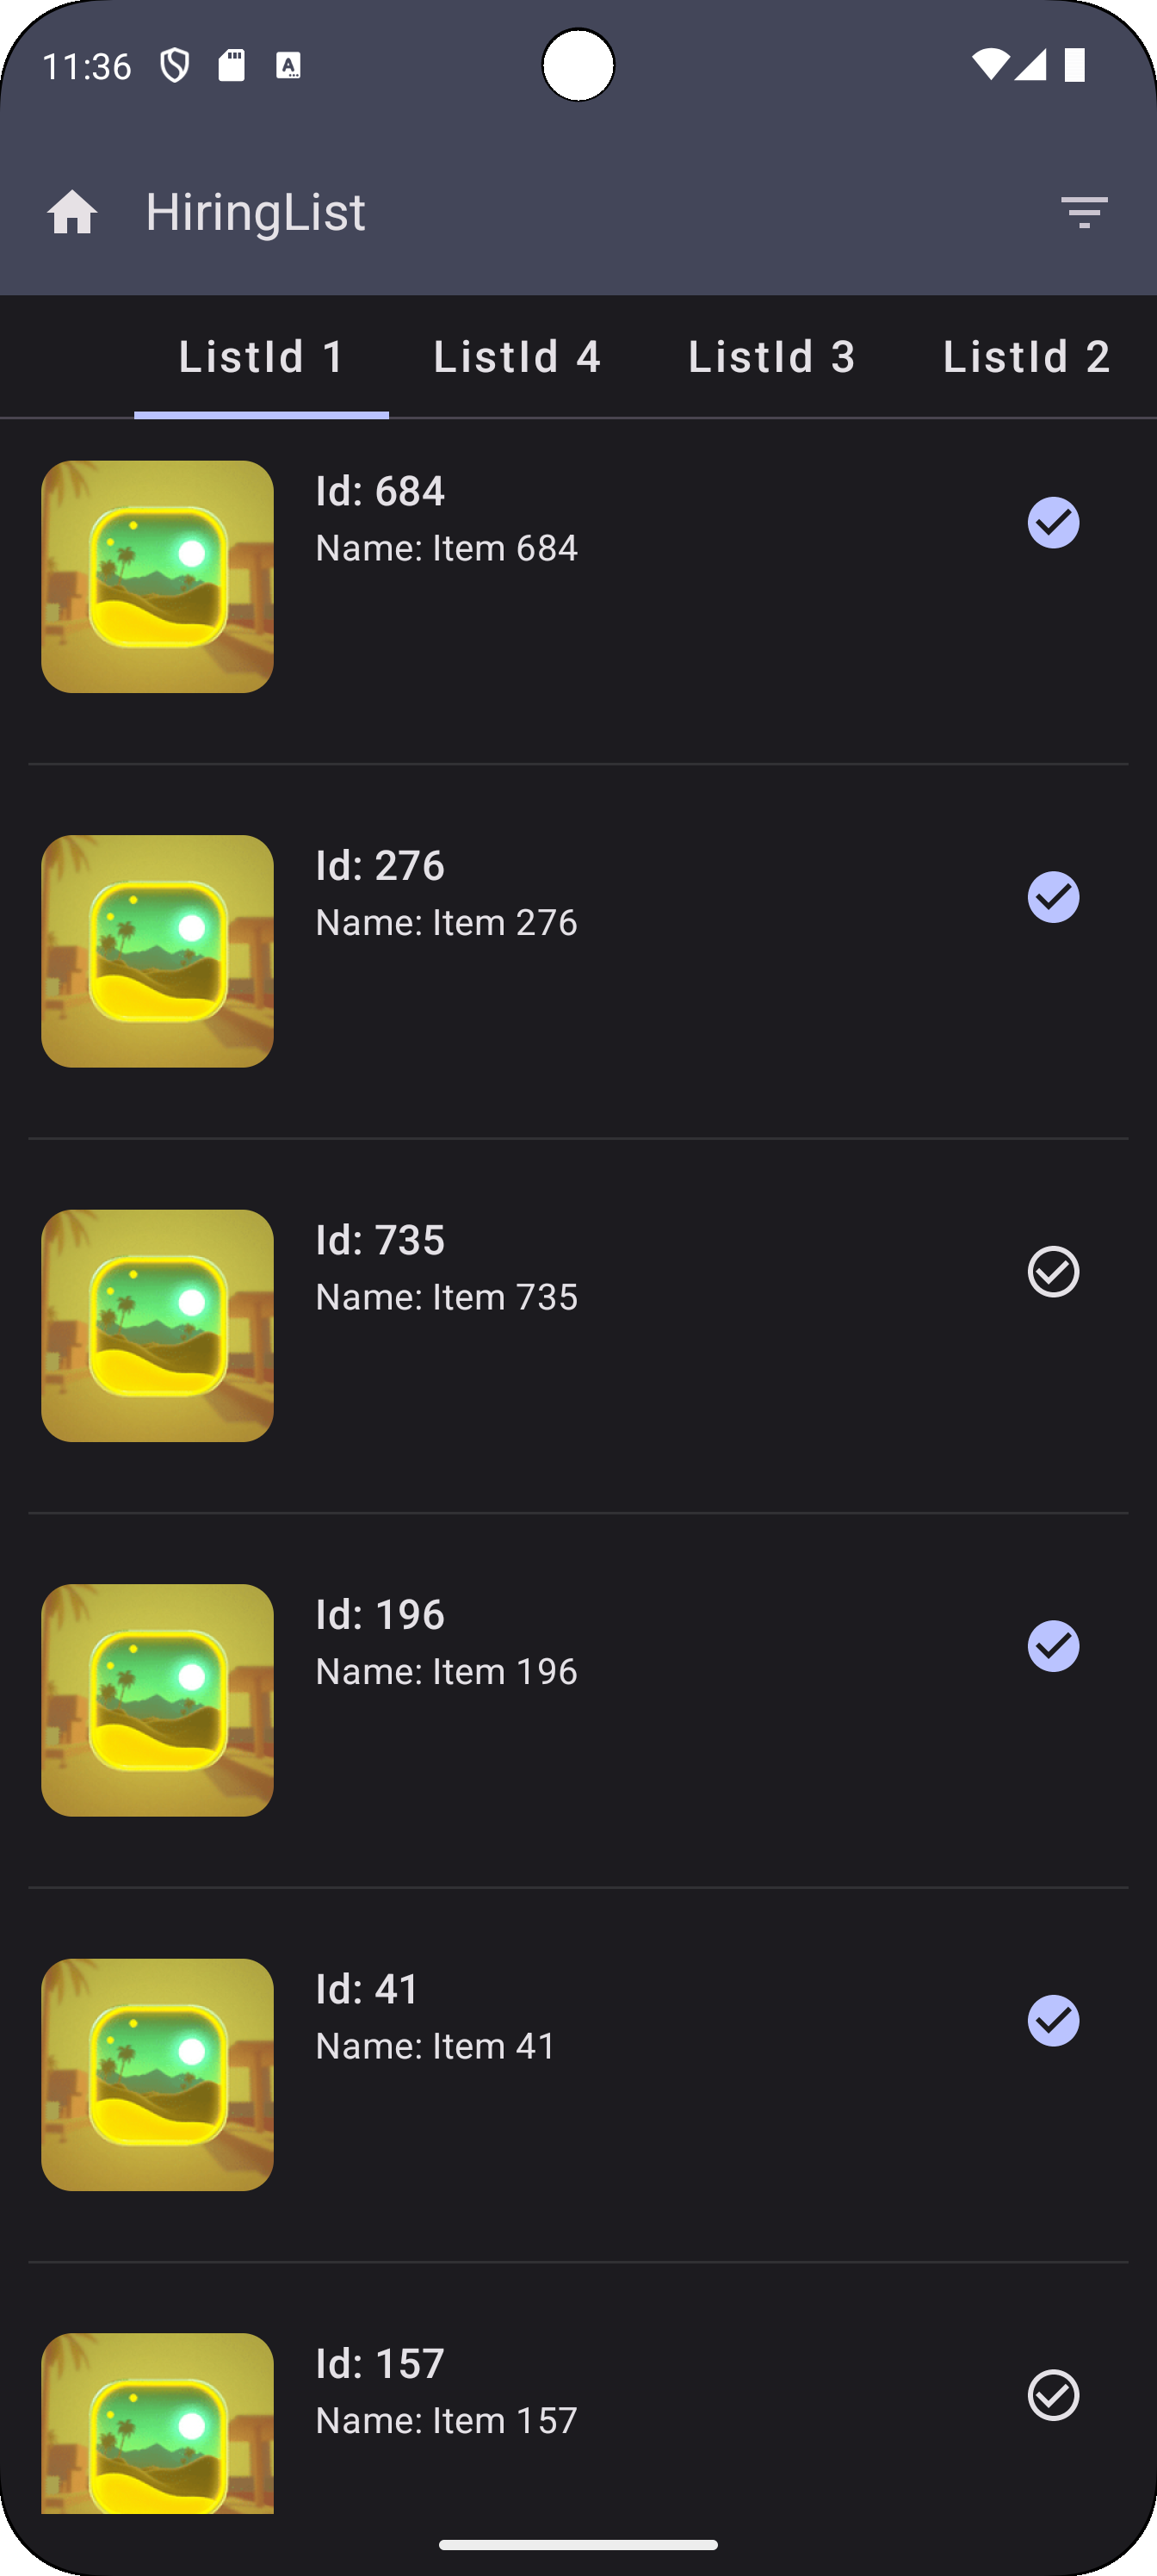 11:36
HiringList
ListId 1 ListId 4 ListId 3 ListId 2
Id: 684
Name: Item 684
Id: 276
Name: Item 276
Id: 735
Name: Item 735
Id: 196
Name: Item 196
Id: 41
Name: Item 41
Id: 157
Name: Item 157